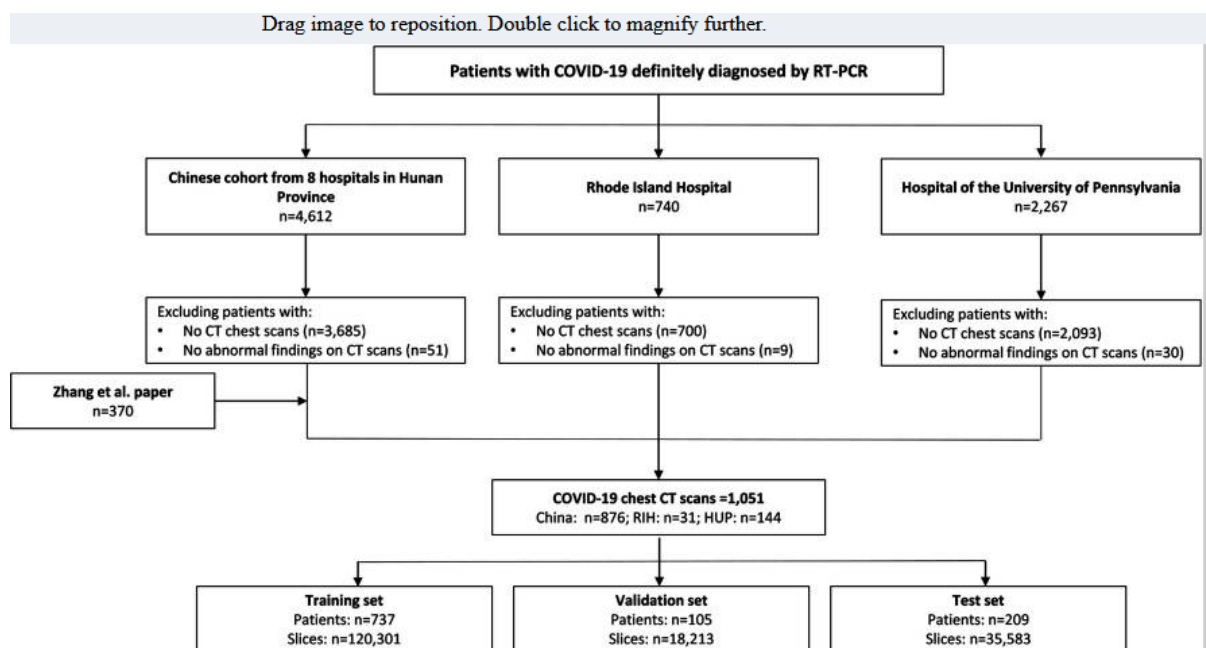 Drag image to reposition. Double click to magnify further.
Patients with COVID-19 definitely diagnosed by RT-PCR
Chinese cohort from 8 hospitals in Hunan
Province
n=4,612
Rhode Island Hospital
n=740
Hospital of the University of Pennsylvania
n=2,267
Excluding patients with:
• No CT chest scans (n=3,685)
• No abnormal findings on CT scans (n=51)
Excluding patients with:
• No CT chest scans (n=700)
• No abnormal findings on CT scans (n=9)
Excluding patients with:
• No CT chest scans (n=2,093)
• No abnormal findings on CT scans (n=30)
Zhang et al. paper
n=370
COVID-19 chest CT scans =1,051
China: n=876; RIH: n=31; HUP: n=144
Training set
Patients: n=737
Slices: n=120,301
Validation set
Patients: n=105
Slices: n=18,213
Test set
Patients: n=209
Slices: n=35,583